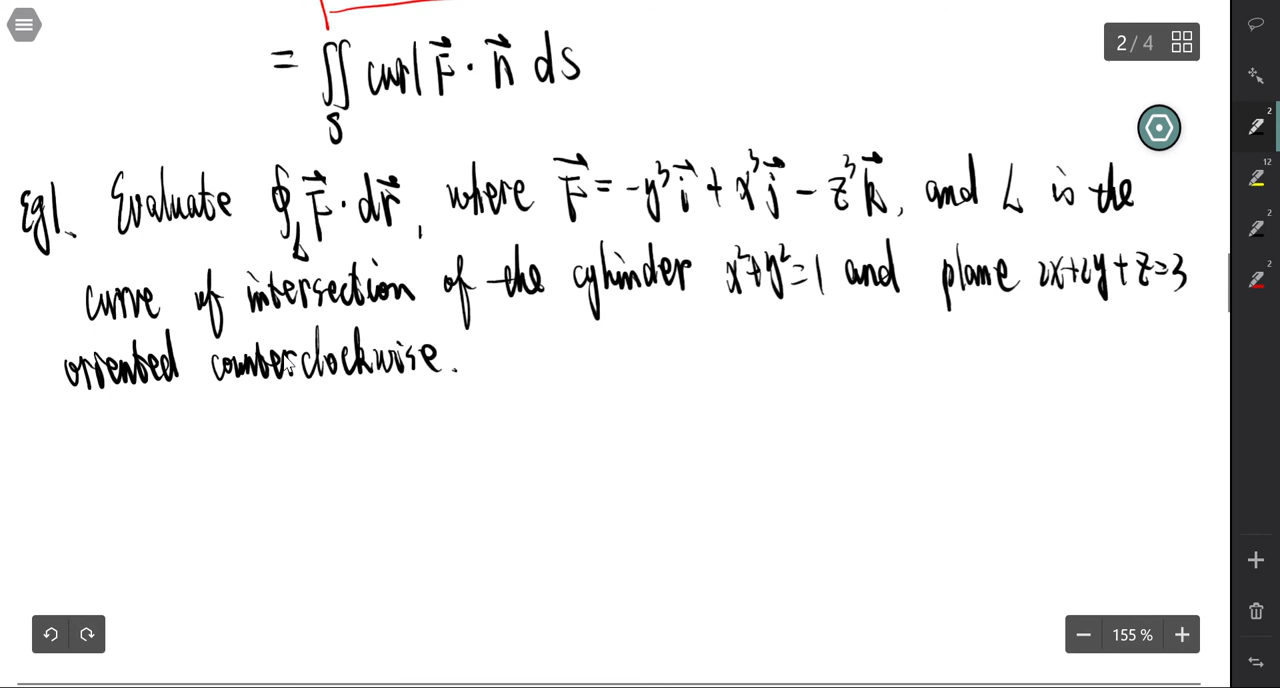 2 / 4
= ∬_S curl F⃗ · n⃗ ds
Eg1. Evaluate ∮_L F⃗ · dr⃗, where F⃗ = -y³ i⃗ + x³ j⃗ - z³ k⃗, and L is the
curve of intersection of the cylinder x²+y²=1 and plane 2x+2y+z=3
oriented counterclockwise.
155 %